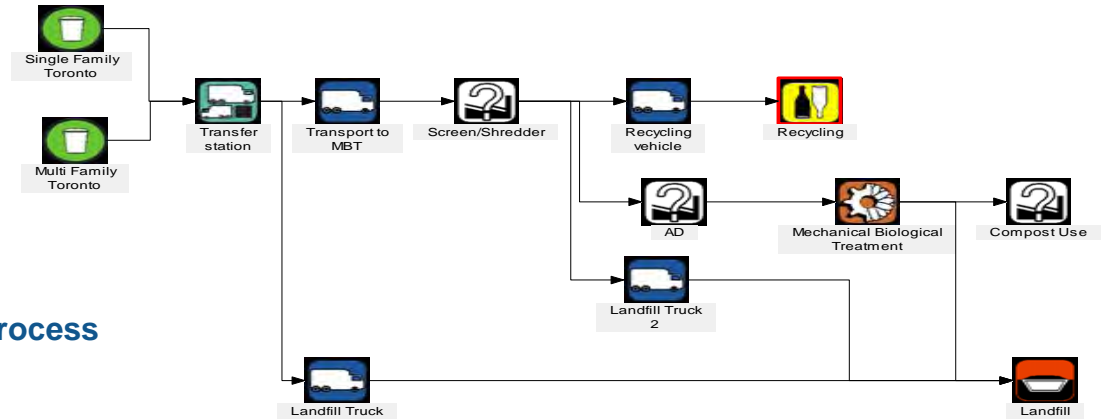 Single Family
Toronto
Multi Family
Toronto
Transfer
station
Transport to
MBT
Screen/Shredder
Recycling
vehicle
Recycling
AD
Mechanical Biological
Treatment
Compost Use
Landfill Truck
2
rocess
Landfill Truck
Landfill